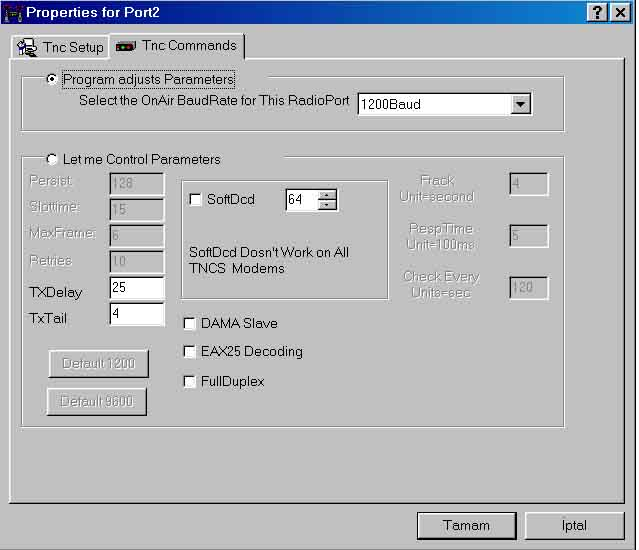 Properties for Port2
Tnc Setup
Tnc Commands
Program adjusts Parameters
Select the OnAir BaudRate for This RadioPort
1200Baud
Let me Control Parameters
Persist:
128
Slottime:
15
MaxFrame:
6
Retries
10
TXDelay
25
TxTail
4
Default 1200
Default 9600
SoftDcd
64
SoftDcd Dosn't Work on All
TNCS Modems
DAMA Slave
EAX25 Decoding
FullDuplex
Frack
Unit=second
4
RespTime
Unit=100ms
5
Check Every
Units=sec
120
Tamam
İptal